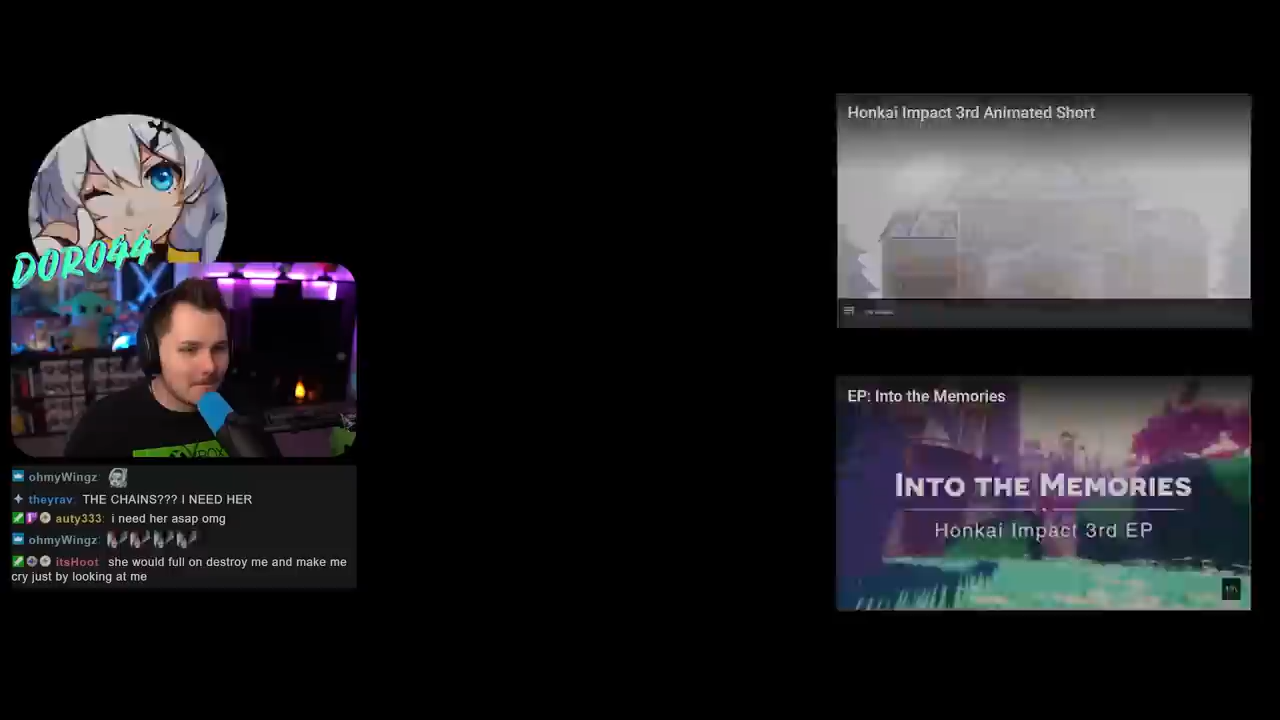 DORO44
XBOX
ohmyWingz:
theyrav: THE CHAINS??? I NEED HER
auty333: i need her asap omg
ohmyWingz:
itsHoot: she would full on destroy me and make me
cry just by looking at me
Honkai Impact 3rd Animated Short
EP: Into the Memories
INTO THE MEMORIES
Honkai Impact 3rd EP